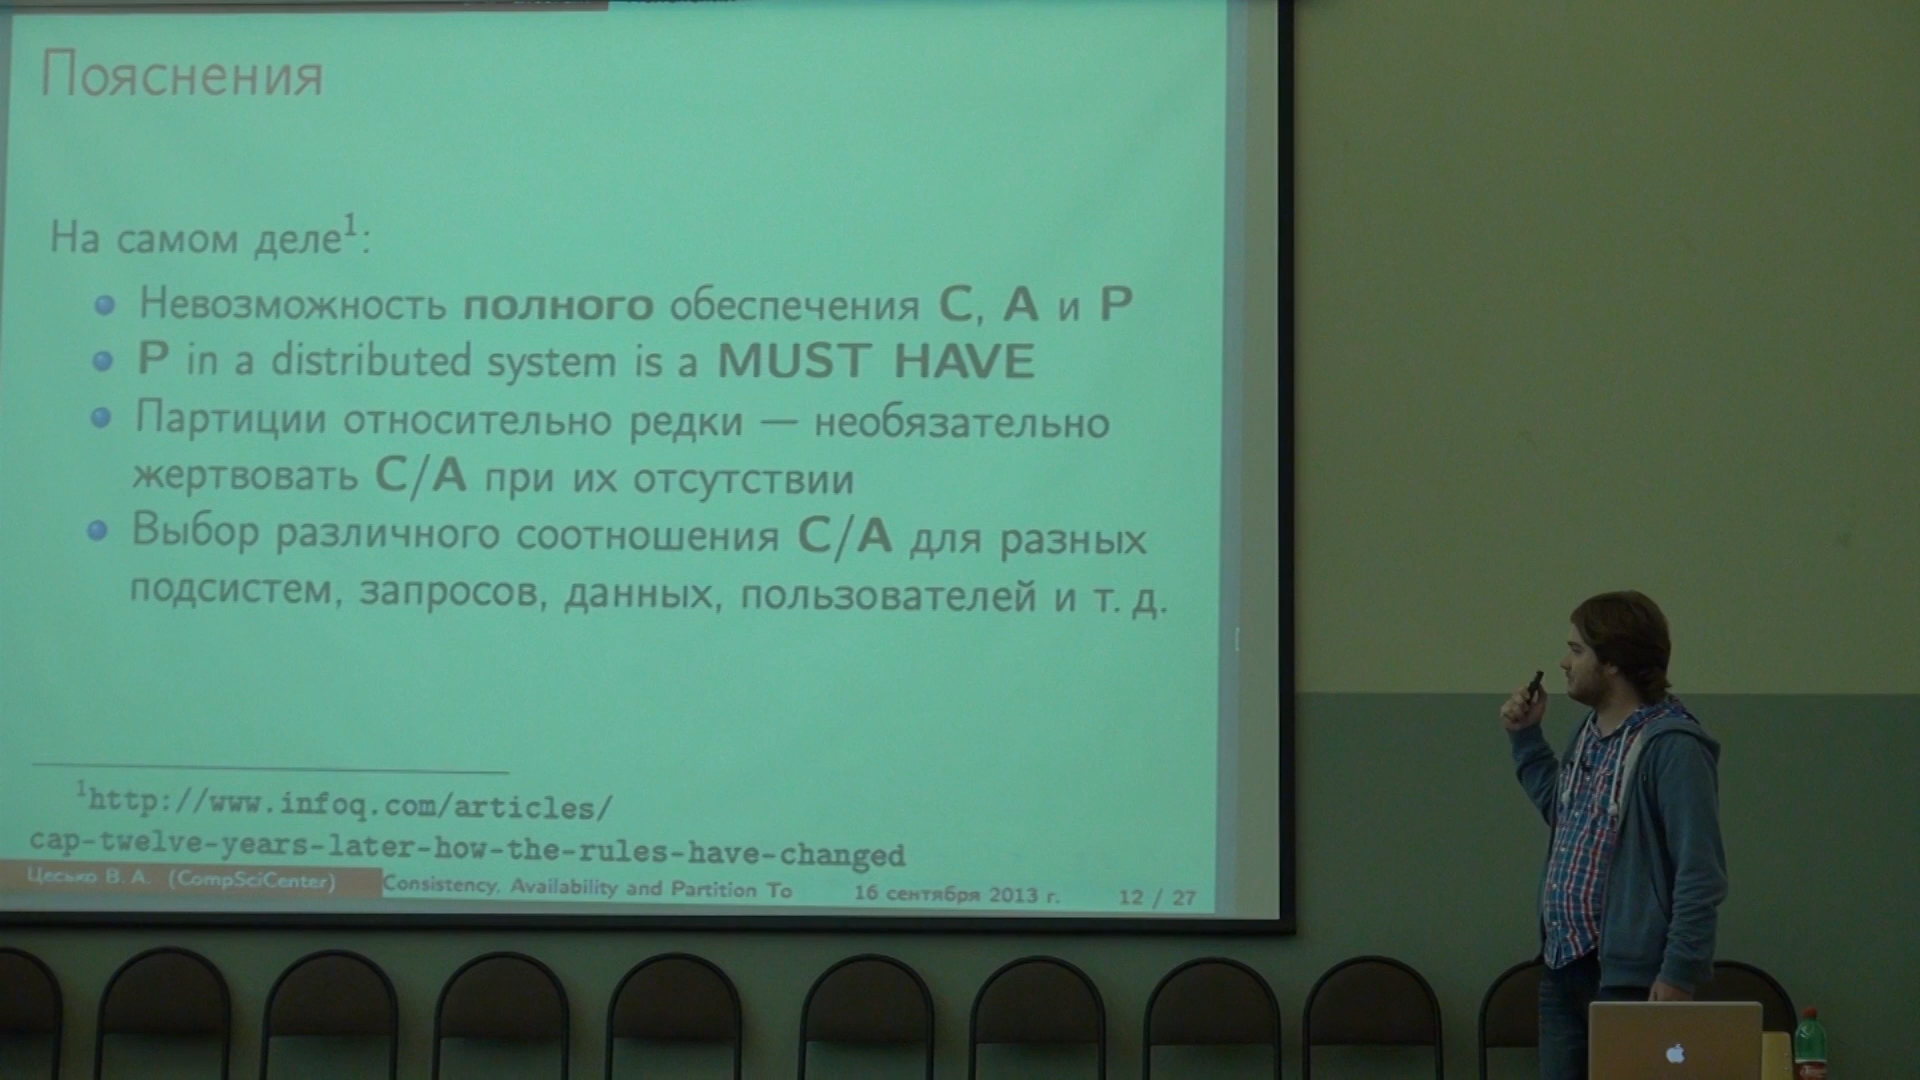 Пояснения
На самом деле¹:
Невозможность полного обеспечения C, A и P
P in a distributed system is a MUST HAVE
Партиции относительно редки — необязательно
жертвовать C/A при их отсутствии
Выбор различного соотношения C/A для разных
подсистем, запросов, данных, пользователей и т. д.
¹http://www.infoq.com/articles/
cap-twelve-years-later-how-the-rules-have-changed
Цесько В. А. (CompSciCenter) Consistency, Availability and Partition To 16 сентября 2013 г. 12 / 27